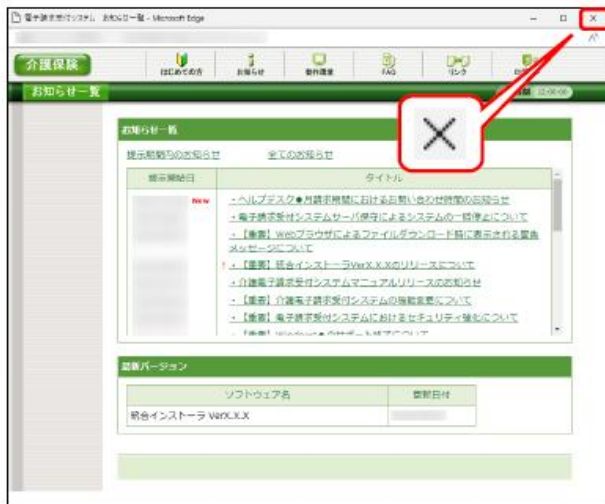 電子請求受付システム お知らせ一覧 - Microsoft Edge
介護保険
はじめての方
お知らせ
動作環境
FAQ
リンク
お知らせ一覧
お知らせ一覧
掲示期間内のお知らせ 全てのお知らせ
掲示開始日 タイトル
New ・ヘルプデスク●月請求期間におけるお問い合わせ時間のお知らせ
・電子請求受付システムサーバ保守によるシステムの一時停止について
・【重要】Webブラウザによるファイルダウンロード時に表示される警告
メッセージについて
! ・【重要】統合インストーラVerX.X.Xのリリースについて
・介護電子請求受付システムマニュアルリリースのお知らせ
・【重要】介護電子請求受付システムの機能変更について
・【重要】電子請求受付システムにおけるセキュリティ強化について
最新バージョン
ソフトウェア名 更新日付
統合インストーラ VerX.X.X